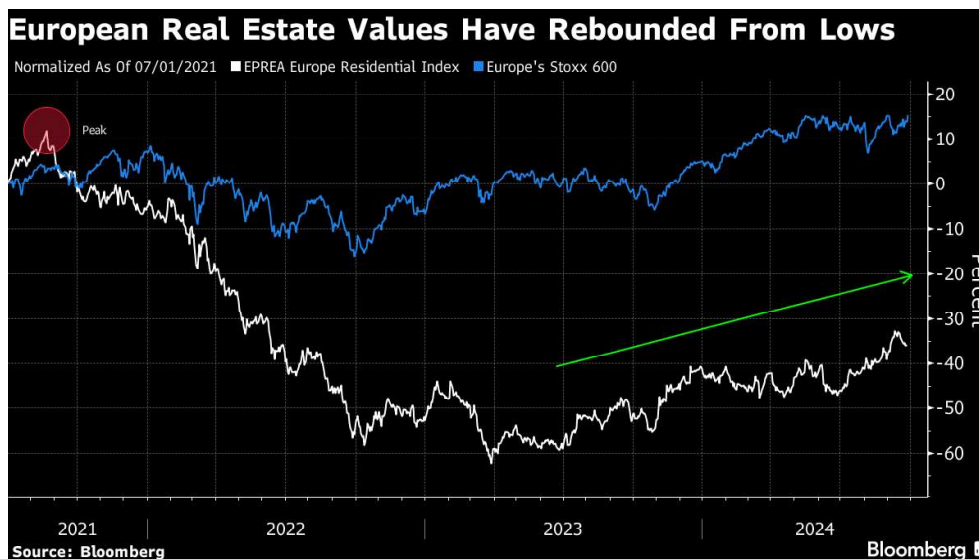 European Real Estate Values Have Rebounded From Lows
Normalized As Of 07/01/2021 EPREA Europe Residential Index Europe's Stoxx 600
Peak
20
10
0
-10
-20
-30
-40
-50
-60
Percent
2021 2022 2023 2024
Source: Bloomberg
Bloomberg